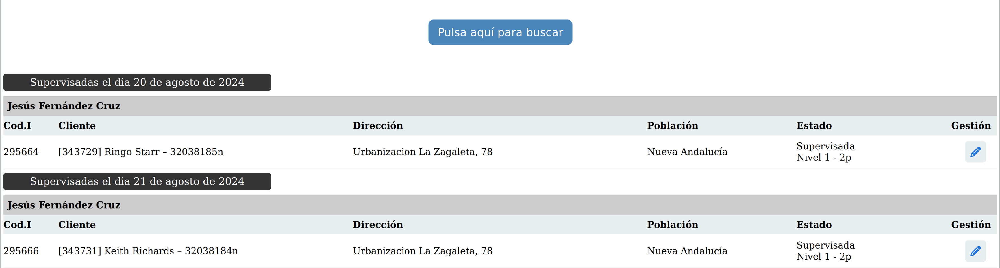 Pulsa aquí para buscar
Supervisadas el dia 20 de agosto de 2024
Jesús Fernández Cruz
Cod.I Cliente Dirección Población Estado Gestión
295664 [343729] Ringo Starr – 32038185n Urbanizacion La Zagaleta, 78 Nueva Andalucía Supervisada
Nivel 1 - 2p
Supervisadas el dia 21 de agosto de 2024
Jesús Fernández Cruz
Cod.I Cliente Dirección Población Estado Gestión
295666 [343731] Keith Richards – 32038184n Urbanizacion La Zagaleta, 78 Nueva Andalucía Supervisada
Nivel 1 - 2p